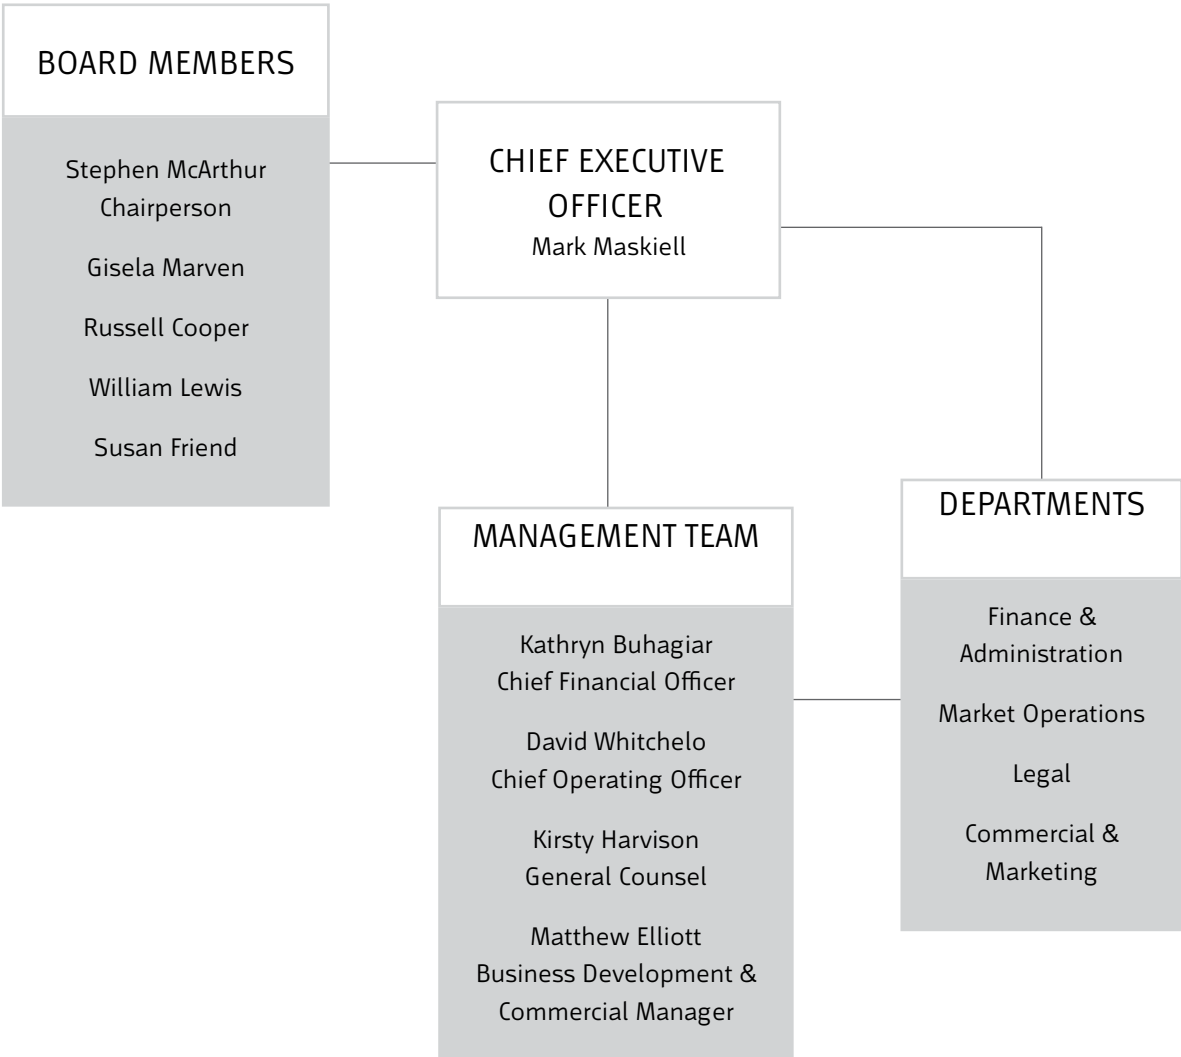 BOARD MEMBERS
Stephen McArthur
Chairperson
Gisela Marven
Russell Cooper
William Lewis
Susan Friend
CHIEF EXECUTIVE
OFFICER
Mark Maskiell
MANAGEMENT TEAM
Kathryn Buhagiar
Chief Financial Officer
David Whitchelo
Chief Operating Officer
Kirsty Harvison
General Counsel
Matthew Elliott
Business Development &
Commercial Manager
DEPARTMENTS
Finance &
Administration
Market Operations
Legal
Commercial &
Marketing